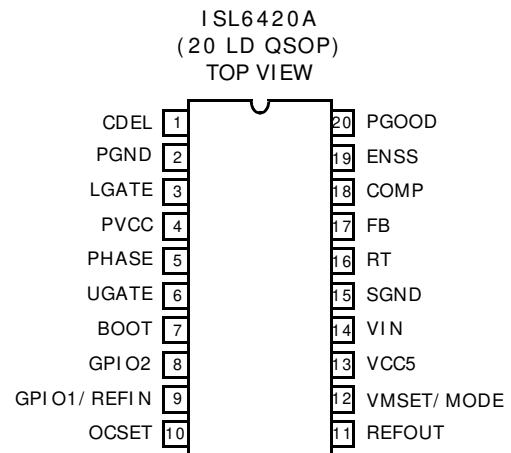 ISL6420A
(20 LD QSOP)
TOP VIEW
CDEL 1 20 PGOOD
PGND 2 19 ENSS
LGATE 3 18 COMP
PVCC 4 17 FB
PHASE 5 16 RT
UGATE 6 15 SGND
BOOT 7 14 VIN
GPIO2 8 13 VCC5
GPIO1/REFIN 9 12 VMSET/MODE
OCSET 10 11 REFOUT